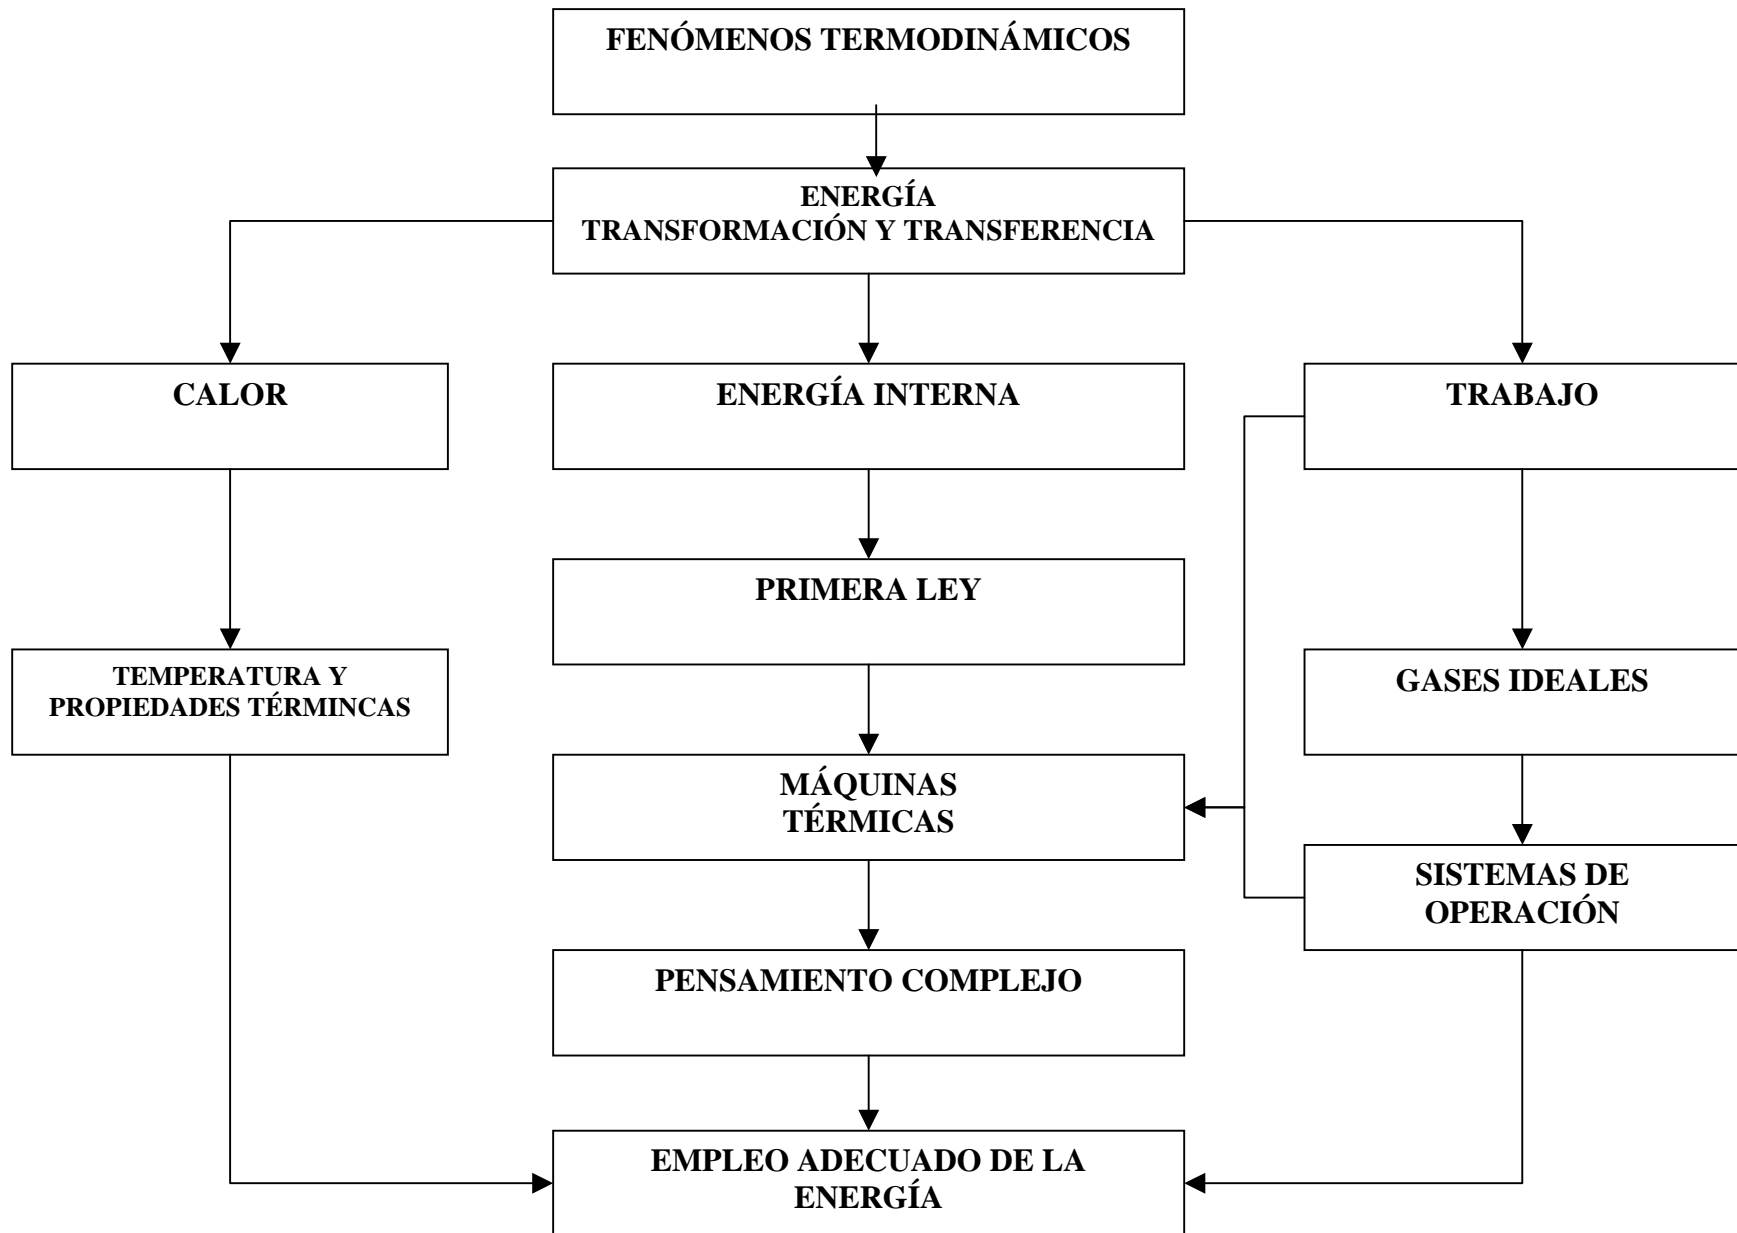 FENÓMENOS TERMODINÁMICOS
ENERGÍA
TRANSFORMACIÓN Y TRANSFERENCIA
CALOR
ENERGÍA INTERNA
TRABAJO
PRIMERA LEY
TEMPERATURA Y
PROPIEDADES TÉRMINCAS
GASES IDEALES
MÁQUINAS
TÉRMICAS
SISTEMAS DE
OPERACIÓN
PENSAMIENTO COMPLEJO
EMPLEO ADECUADO DE LA
ENERGÍA